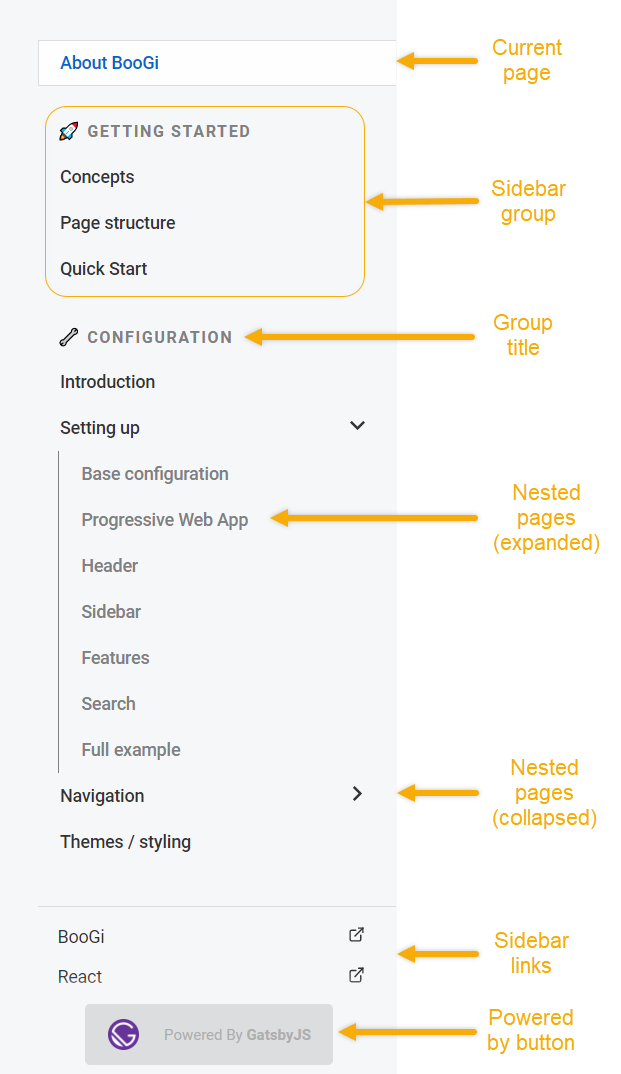 About BooGi
Current
page
GETTING STARTED
Concepts
Page structure
Quick Start
Sidebar
group
CONFIGURATION
Group
title
Introduction
Setting up
Base configuration
Progressive Web App
Nested
pages
(expanded)
Header
Sidebar
Features
Search
Full example
Navigation
Nested
pages
(collapsed)
Themes / styling
BooGi
React
Sidebar
links
Powered By GatsbyJS
Powered
by button